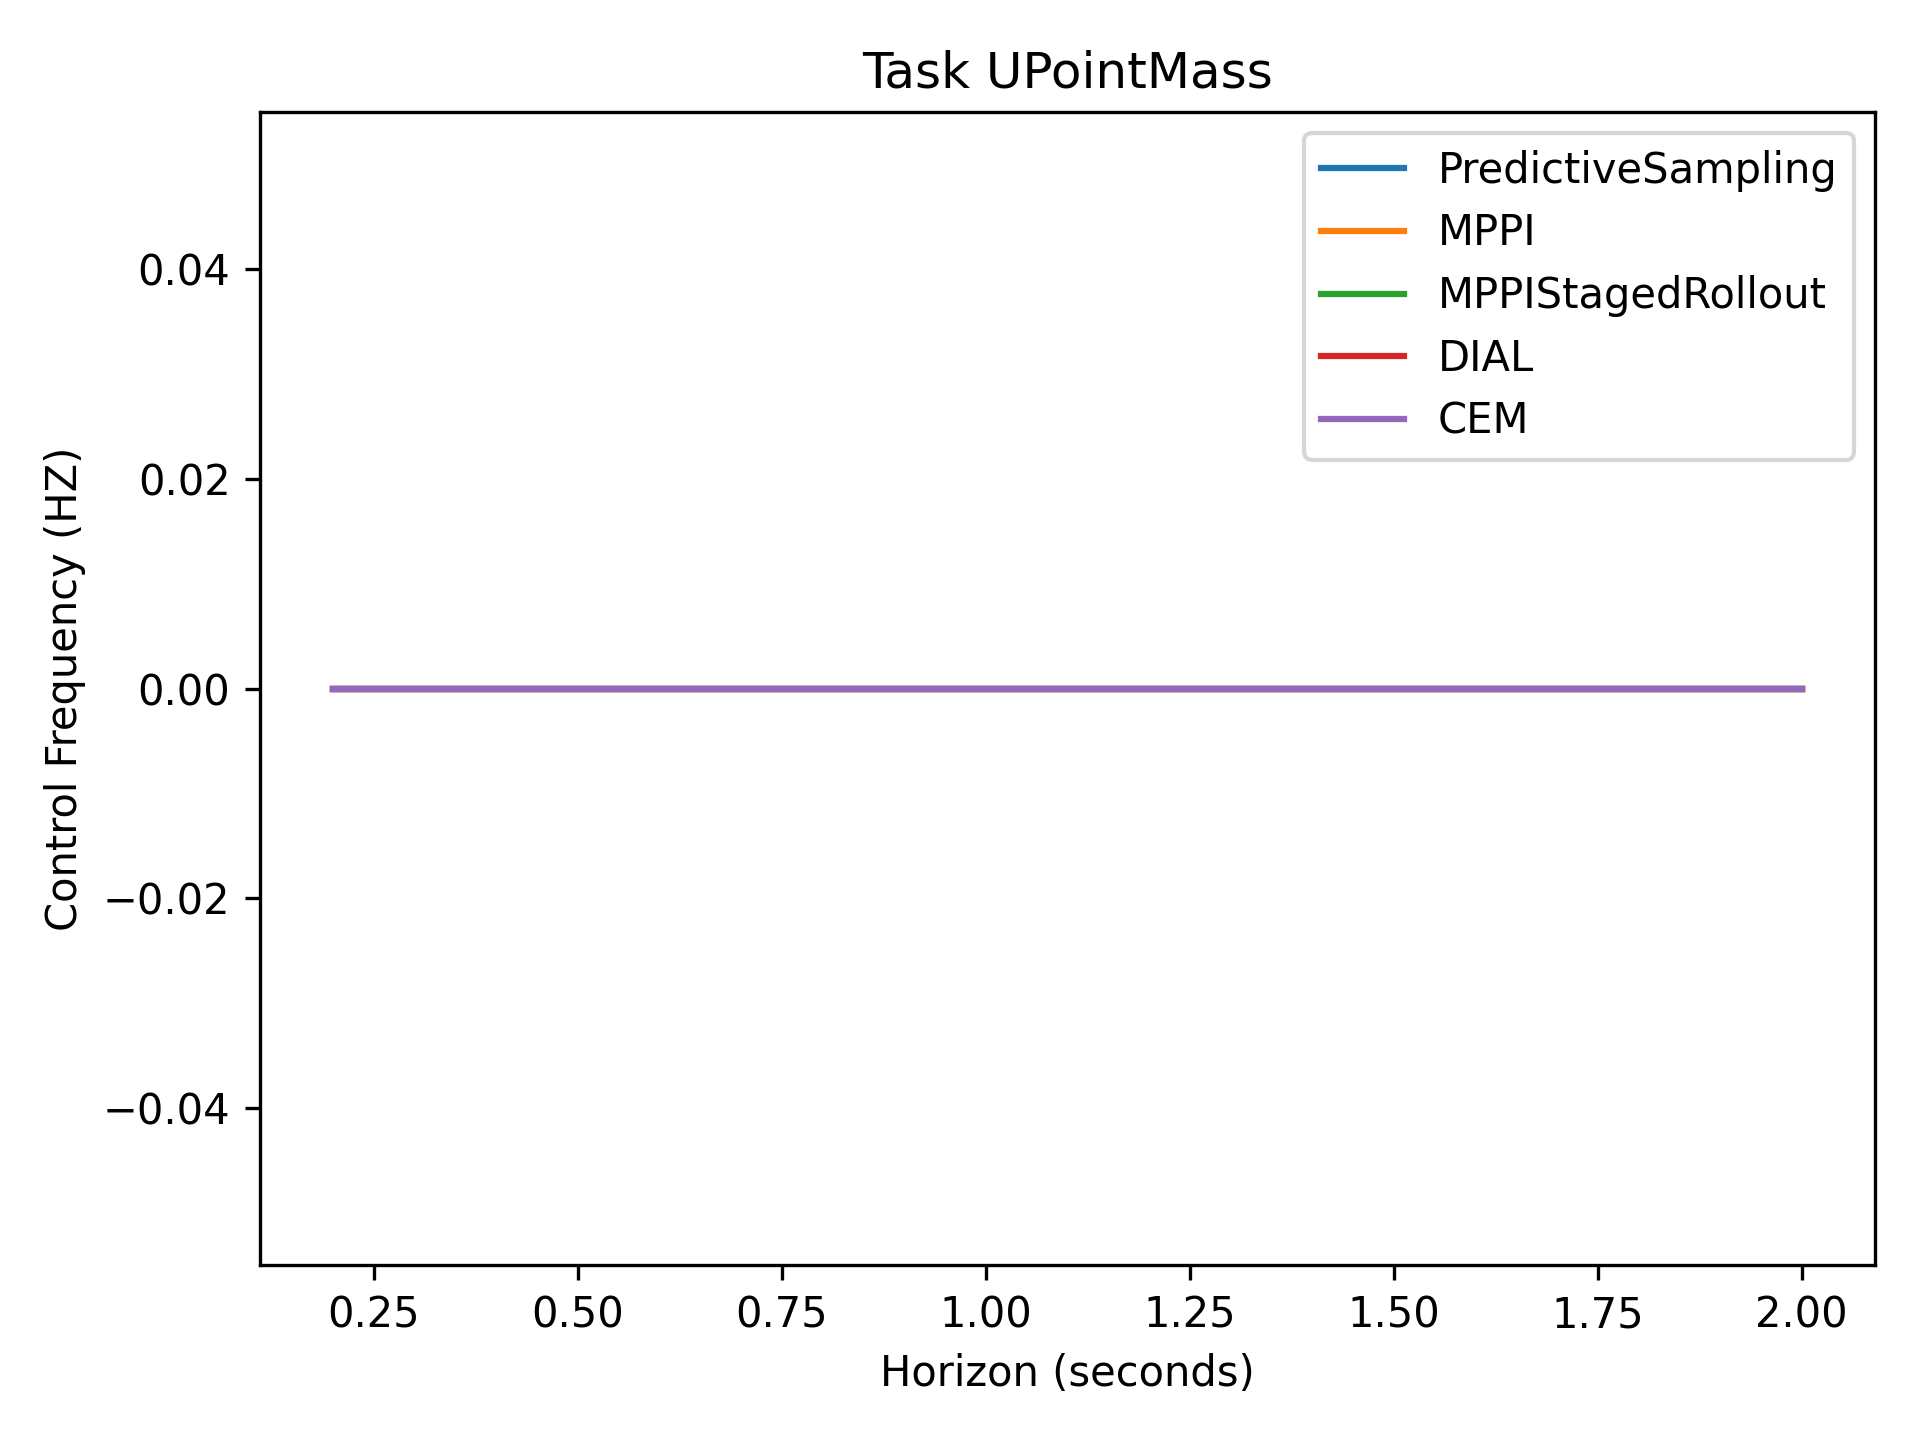 Task UPointMass
PredictiveSampling
MPPI
MPPIStagedRollout
DIAL
CEM
Control Frequency (HZ)
0.04
0.02
0.00
−0.02
−0.04
0.25 0.50 0.75 1.00 1.25 1.50 1.75 2.00
Horizon (seconds)